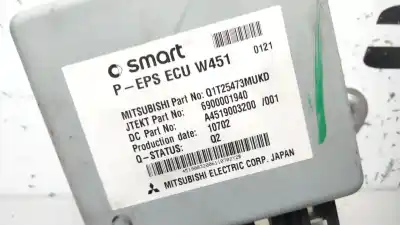 smart
P-EPS ECU W451 0121
MITSUBISHI Part No: Q1T25473MUKD
JTEKT Part No: 6900001940
DC Part No: A4519003200 /001
Production date: 10702
Q-STATUS: Q2
MITSUBISHI ELECTRIC CORP. JAPAN